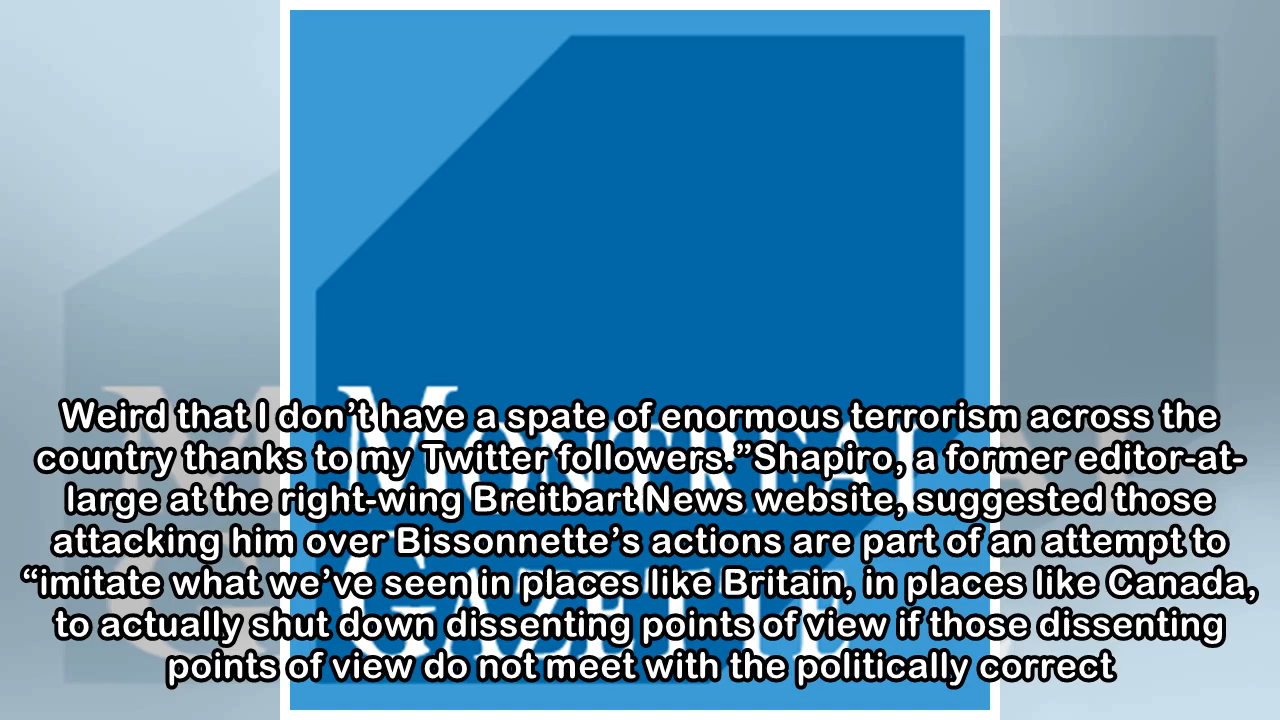 Weird that I don’t have a spate of enormous terrorism across the
country thanks to my Twitter followers.”Shapiro, a former editor-at-
large at the right-wing Breitbart News website, suggested those
attacking him over Bissonnette’s actions are part of an attempt to
“imitate what we’ve seen in places like Britain, in places like Canada,
to actually shut down dissenting points of view if those dissenting
points of view do not meet with the politically correct
MONTREAL
GAZETTE